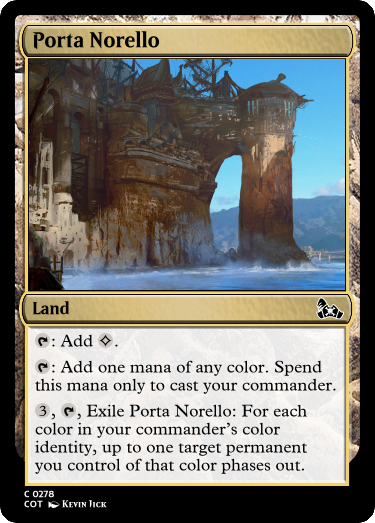 Porta Norello
Land
: Add .
: Add one mana of any color. Spend
this mana only to cast your commander.
3, , Exile Porta Norello: For each
color in your commander's color
identity, up to one target permanent
you control of that color phases out.
C 0278
COT Kevin Jick